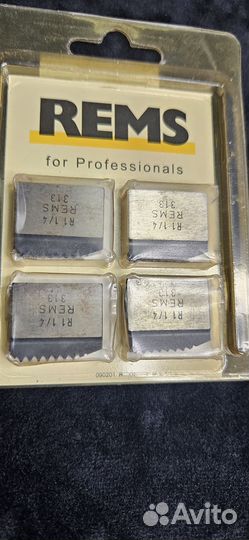 REMS
for Professionals
R1 1/4
REMS
313
R1 1/4
REMS
313
R1 1/4
REMS
313
R1 1/4
REMS
313
090201
Avito